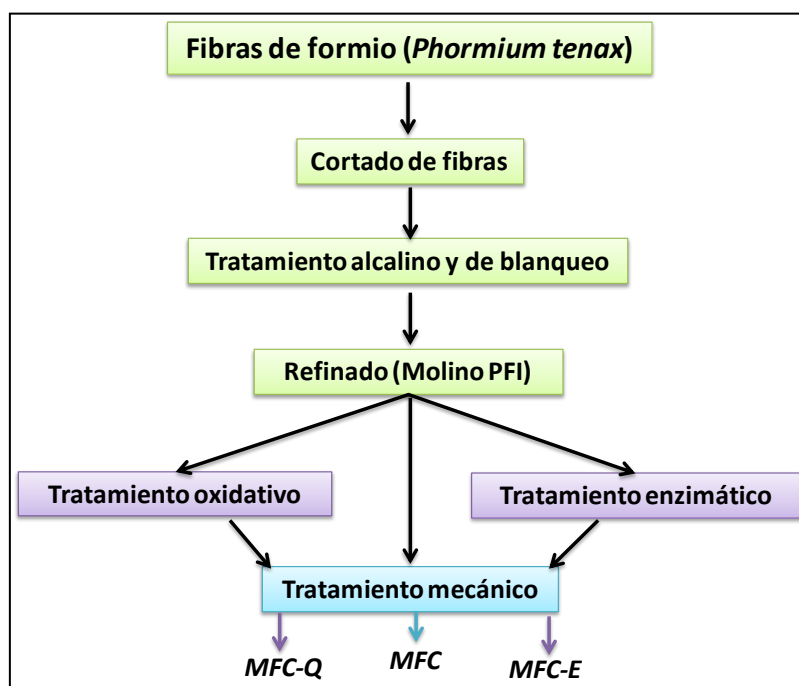 Fibras de formio (Phormium tenax)
Cortado de fibras
Tratamiento alcalino y de blanqueo
Refinado (Molino PFI)
Tratamiento oxidativo
Tratamiento enzimático
Tratamiento mecánico
MFC-Q
MFC
MFC-E